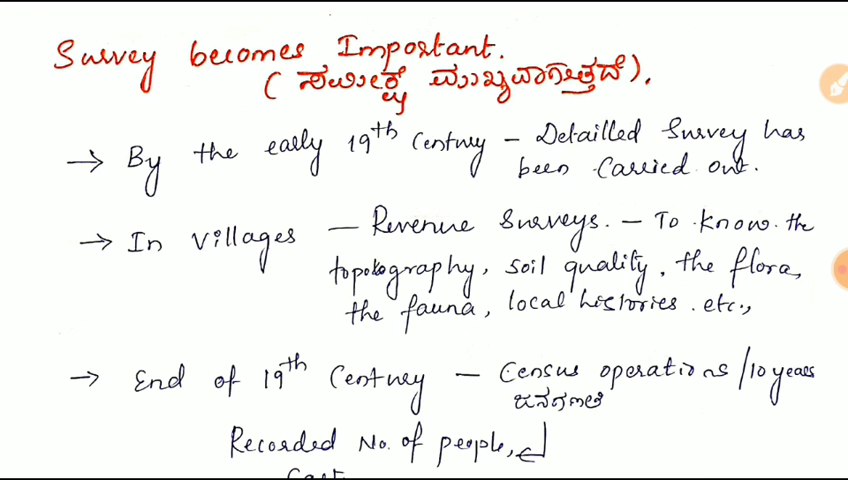 Survey becomes Important.
( ಸಮೀಕ್ಷೆ ಮುಖ್ಯವಾಗುತ್ತದೆ ).
→ By the early 19th Century – Detailled Survey has
been Carried out.
→ In villages – Revenue Surveys. – To know the
topotography, soil quality, the flora,
the fauna, local histories. etc.,
→ End of 19th Century – Census operations/10 years
ಜನಗಣತಿ
Recorded No. of people,
Cast